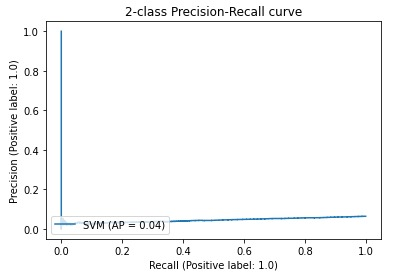 2-class Precision-Recall curve
Precision (Positive label: 1.0)
1.0
0.8
0.6
0.4
0.2
0.0
SVM (AP = 0.04)
0.0 0.2 0.4 0.6 0.8 1.0
Recall (Positive label: 1.0)